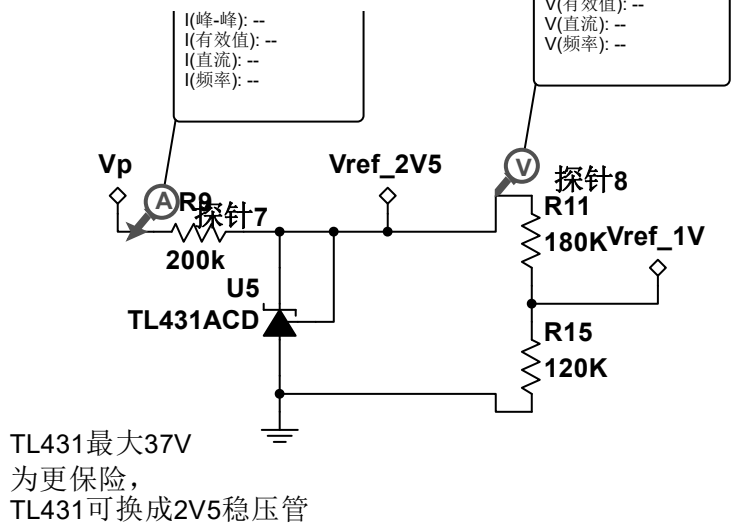 I(峰-峰): --
I(有效值): --
I(直流): --
I(频率): --
V(有效值): --
V(直流): --
V(频率): --
Vp
Vref_2V5
A
V
R9
探针7
探针8
R11
180K
Vref_1V
200k
U5
TL431ACD
R15
120K
TL431最大37V
为更保险，
TL431可换成2V5稳压管